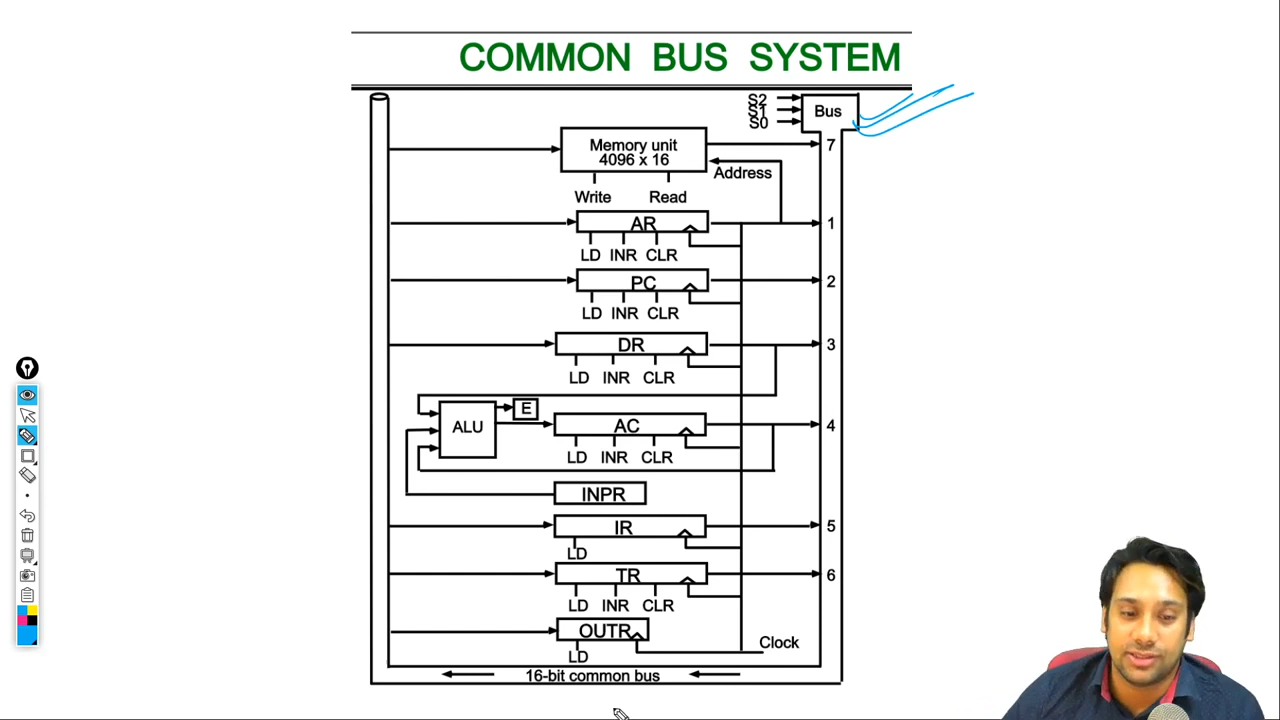 COMMON BUS SYSTEM
S2
S1
S0
Bus
Memory unit
4096 x 16
7
Address
Write Read
AR
1
LD INR CLR
PC
2
LD INR CLR
DR
3
LD INR CLR
E
ALU
AC
4
LD INR CLR
INPR
IR
5
LD
TR
6
LD INR CLR
OUTR
Clock
LD
16-bit common bus